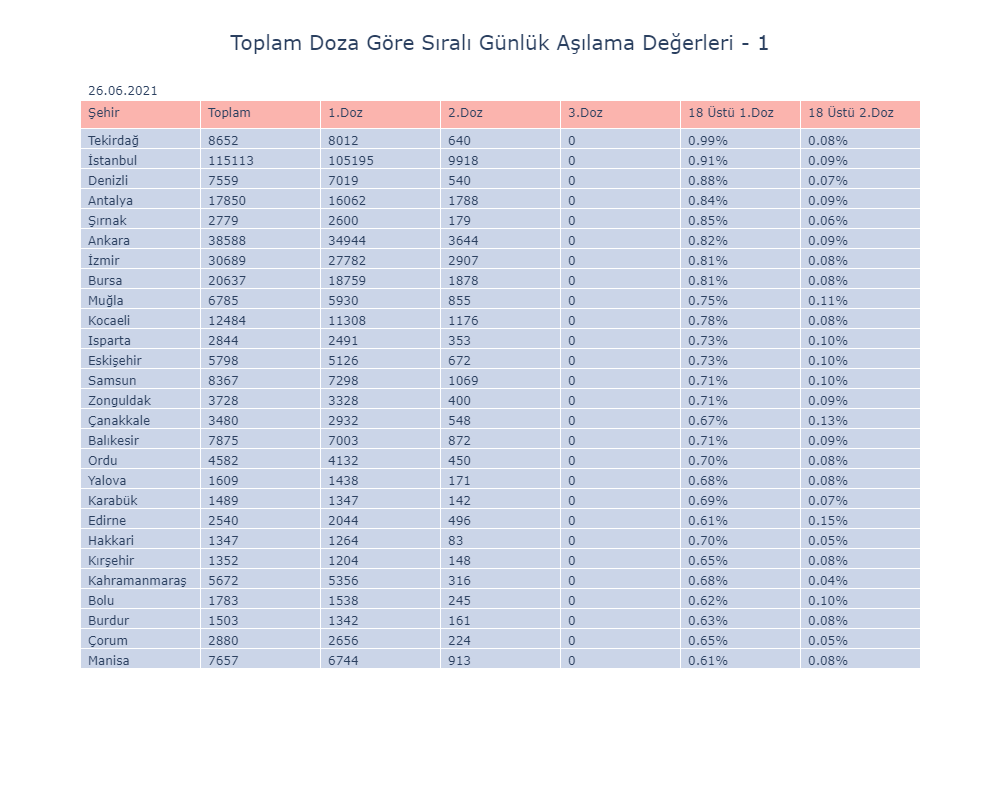 Toplam Doza Göre Sıralı Günlük Aşılama Değerleri - 1
26.06.2021
Şehir Toplam 1.Doz 2.Doz 3.Doz 18 Üstü 1.Doz 18 Üstü 2.Doz
Tekirdağ 8652 8012 640 0 0.99% 0.08%
İstanbul 115113 105195 9918 0 0.91% 0.09%
Denizli 7559 7019 540 0 0.88% 0.07%
Antalya 17850 16062 1788 0 0.84% 0.09%
Şırnak 2779 2600 179 0 0.85% 0.06%
Ankara 38588 34944 3644 0 0.82% 0.09%
İzmir 30689 27782 2907 0 0.81% 0.08%
Bursa 20637 18759 1878 0 0.81% 0.08%
Muğla 6785 5930 855 0 0.75% 0.11%
Kocaeli 12484 11308 1176 0 0.78% 0.08%
Isparta 2844 2491 353 0 0.73% 0.10%
Eskişehir 5798 5126 672 0 0.73% 0.10%
Samsun 8367 7298 1069 0 0.71% 0.10%
Zonguldak 3728 3328 400 0 0.71% 0.09%
Çanakkale 3480 2932 548 0 0.67% 0.13%
Balıkesir 7875 7003 872 0 0.71% 0.09%
Ordu 4582 4132 450 0 0.70% 0.08%
Yalova 1609 1438 171 0 0.68% 0.08%
Karabük 1489 1347 142 0 0.69% 0.07%
Edirne 2540 2044 496 0 0.61% 0.15%
Hakkari 1347 1264 83 0 0.70% 0.05%
Kırşehir 1352 1204 148 0 0.65% 0.08%
Kahramanmaraş 5672 5356 316 0 0.68% 0.04%
Bolu 1783 1538 245 0 0.62% 0.10%
Burdur 1503 1342 161 0 0.63% 0.08%
Çorum 2880 2656 224 0 0.65% 0.05%
Manisa 7657 6744 913 0 0.61% 0.08%